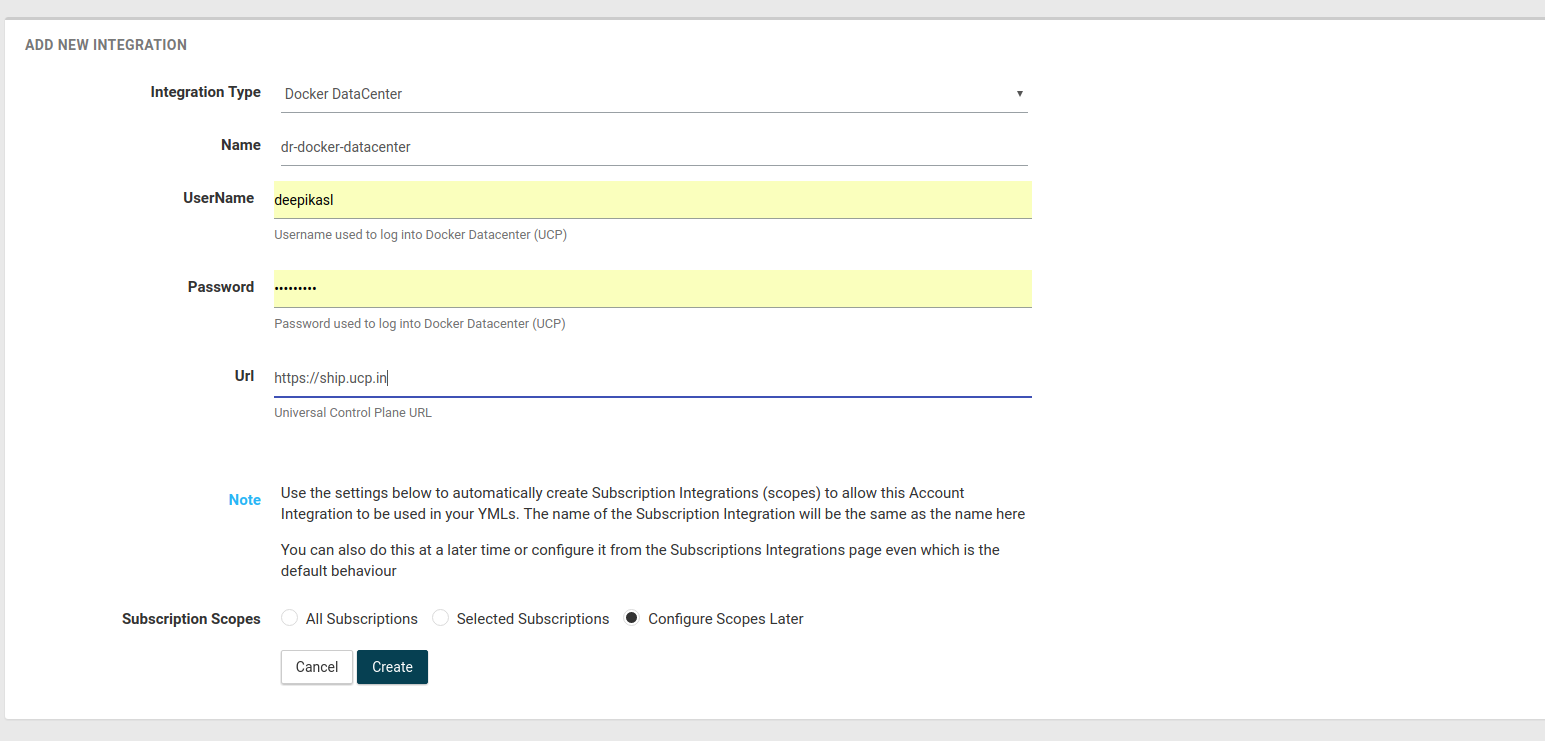 ADD NEW INTEGRATION
Integration Type Docker DataCenter ▼
Name dr-docker-datacenter
UserName deepikasl
Username used to log into Docker Datacenter (UCP)
Password •••••••••
Password used to log into Docker Datacenter (UCP)
Url https://ship.ucp.in
Universal Control Plane URL
Note Use the settings below to automatically create Subscription Integrations (scopes) to allow this Account
Integration to be used in your YMLs. The name of the Subscription Integration will be the same as the name here
You can also do this at a later time or configure it from the Subscriptions Integrations page even which is the
default behaviour
Subscription Scopes All Subscriptions Selected Subscriptions Configure Scopes Later
Cancel Create